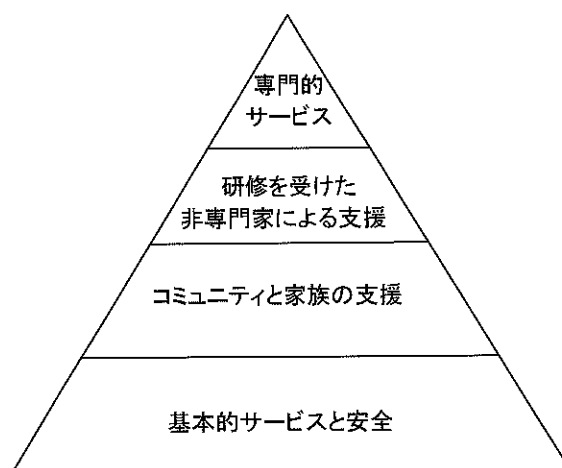 専門的
サービス
研修を受けた
非専門家による支援
コミュニティと家族の支援
基本的サービスと安全